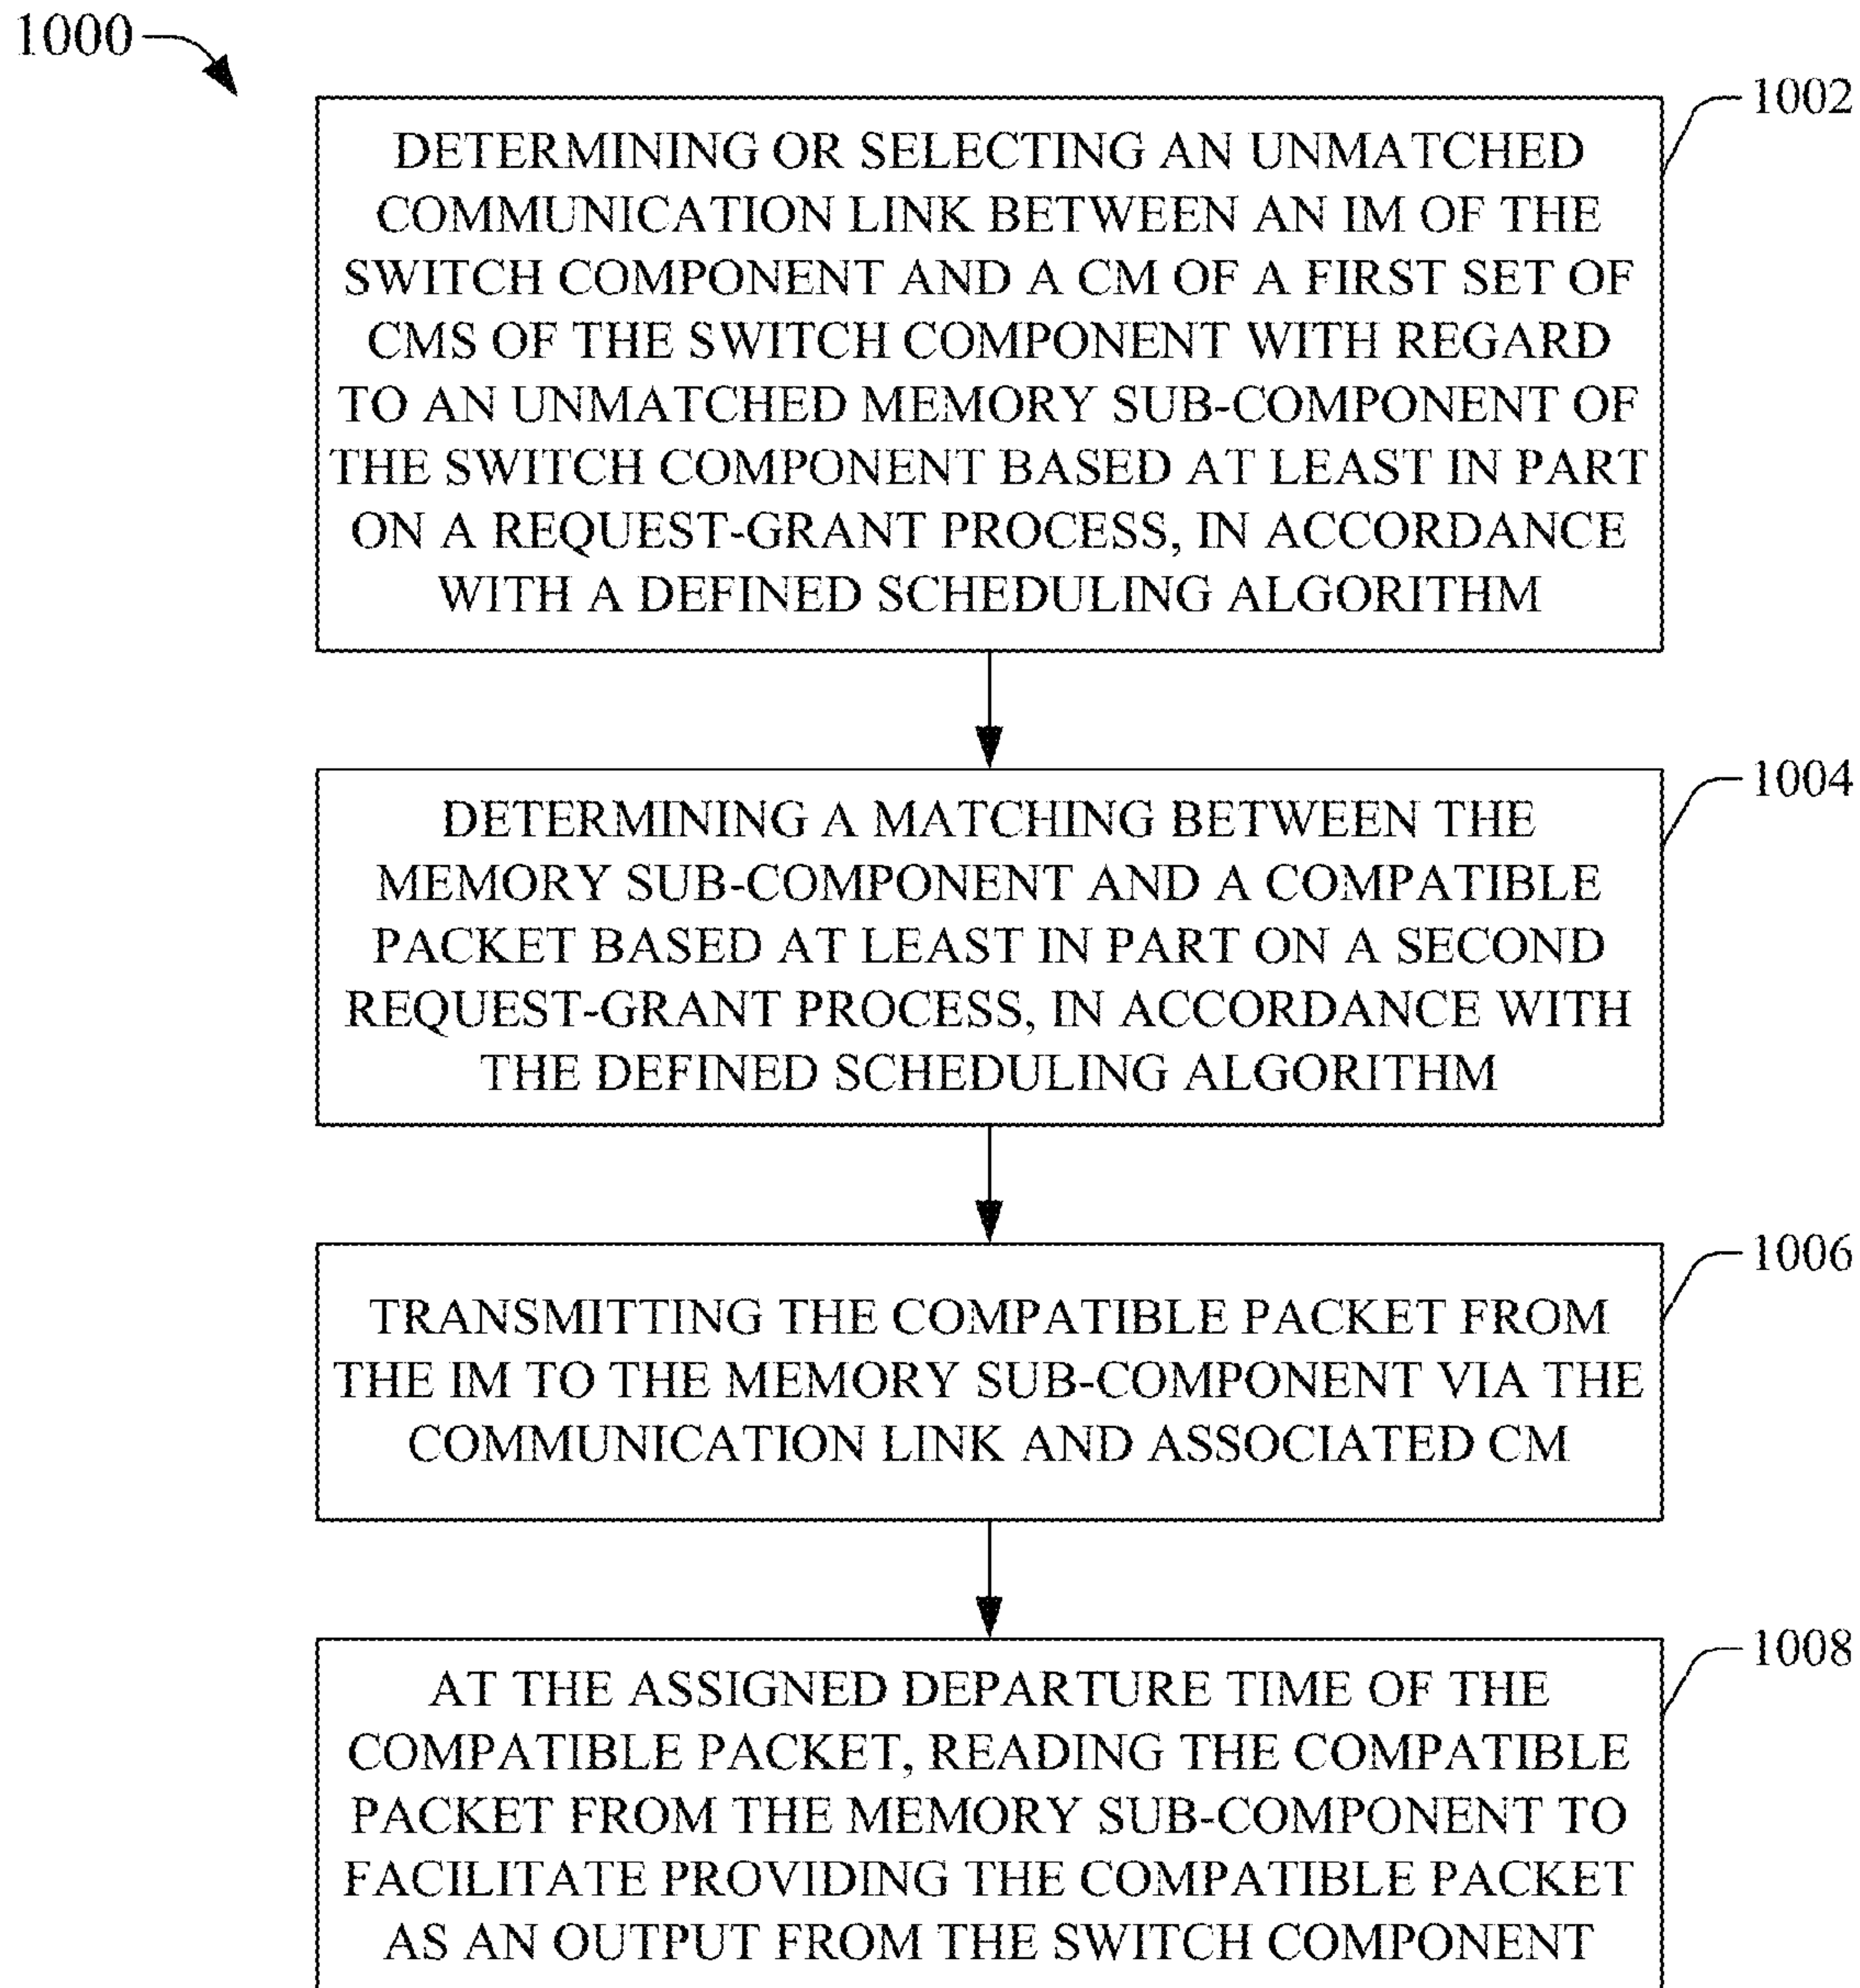 1000
1002
DETERMINING OR SELECTING AN UNMATCHED
COMMUNICATION LINK BETWEEN AN IM OF THE
SWITCH COMPONENT AND A CM OF A FIRST SET OF
CMS OF THE SWITCH COMPONENT WITH REGARD
TO AN UNMATCHED MEMORY SUB-COMPONENT OF
THE SWITCH COMPONENT BASED AT LEAST IN PART
ON A REQUEST-GRANT PROCESS, IN ACCORDANCE
WITH A DEFINED SCHEDULING ALGORITHM
1004
DETERMINING A MATCHING BETWEEN THE
MEMORY SUB-COMPONENT AND A COMPATIBLE
PACKET BASED AT LEAST IN PART ON A SECOND
REQUEST-GRANT PROCESS, IN ACCORDANCE WITH
THE DEFINED SCHEDULING ALGORITHM
1006
TRANSMITTING THE COMPATIBLE PACKET FROM
THE IM TO THE MEMORY SUB-COMPONENT VIA THE
COMMUNICATION LINK AND ASSOCIATED CM
1008
AT THE ASSIGNED DEPARTURE TIME OF THE
COMPATIBLE PACKET, READING THE COMPATIBLE
PACKET FROM THE MEMORY SUB-COMPONENT TO
FACILITATE PROVIDING THE COMPATIBLE PACKET
AS AN OUTPUT FROM THE SWITCH COMPONENT